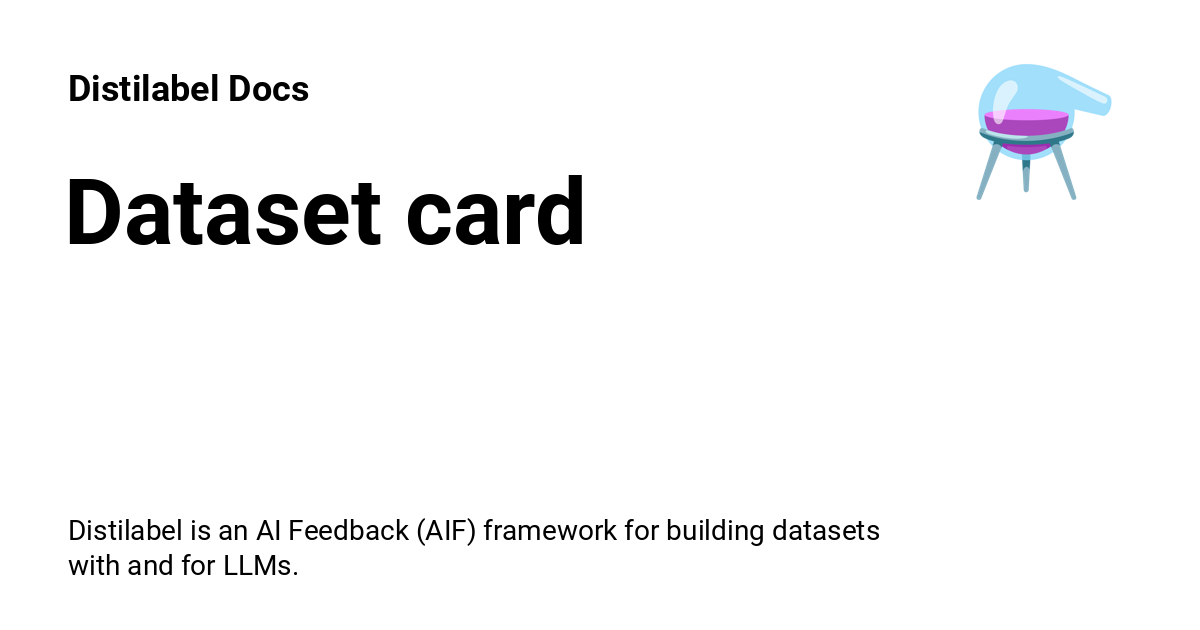 Distilabel Docs
Dataset card
Distilabel is an AI Feedback (AIF) framework for building datasets
with and for LLMs.